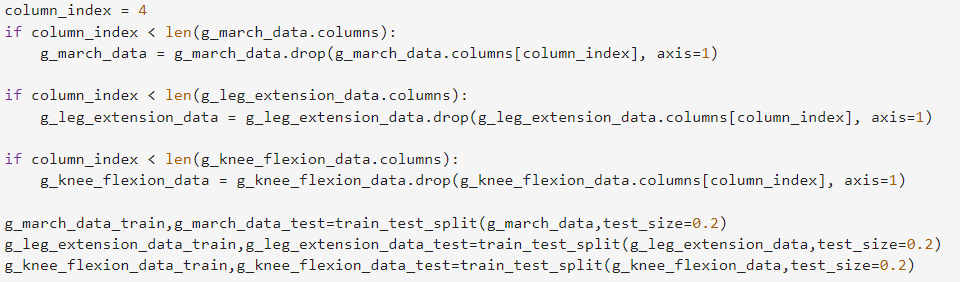 column_index = 4
if column_index < len(g_march_data.columns):
    g_march_data = g_march_data.drop(g_march_data.columns[column_index], axis=1)

if column_index < len(g_leg_extension_data.columns):
    g_leg_extension_data = g_leg_extension_data.drop(g_leg_extension_data.columns[column_index], axis=1)

if column_index < len(g_knee_flexion_data.columns):
    g_knee_flexion_data = g_knee_flexion_data.drop(g_knee_flexion_data.columns[column_index], axis=1)

g_march_data_train,g_march_data_test=train_test_split(g_march_data,test_size=0.2)
g_leg_extension_data_train,g_leg_extension_data_test=train_test_split(g_leg_extension_data,test_size=0.2)
g_knee_flexion_data_train,g_knee_flexion_data_test=train_test_split(g_knee_flexion_data,test_size=0.2)